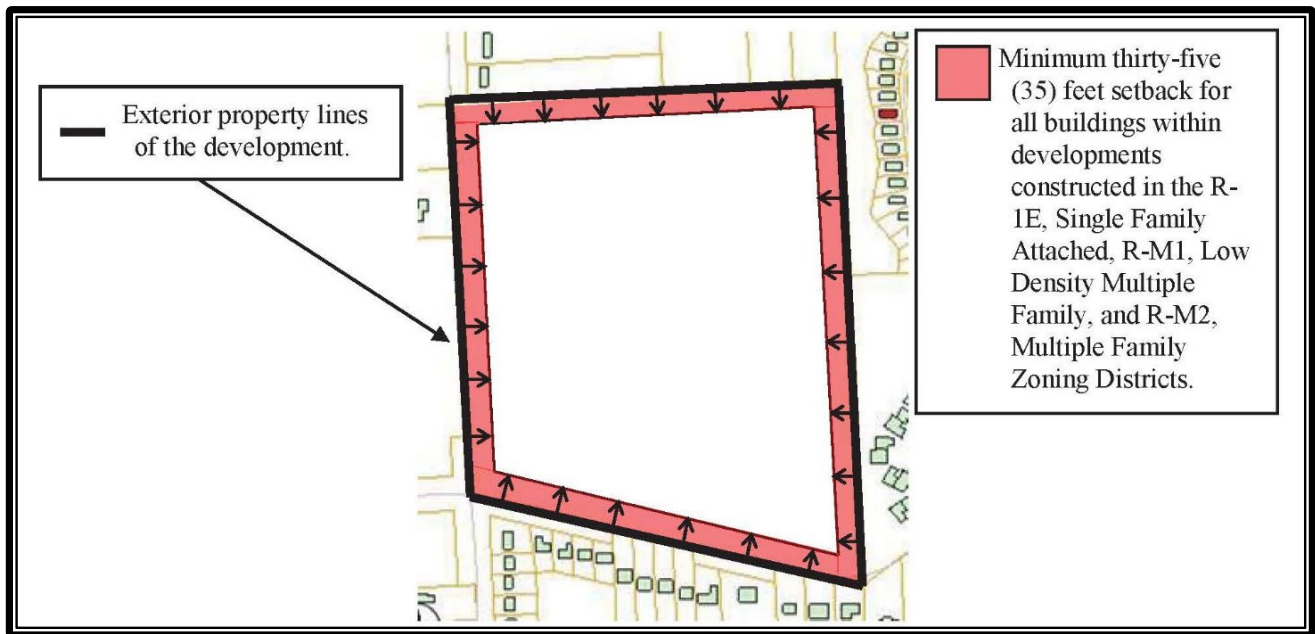 Exterior property lines
of the development.
Minimum thirty-five
(35) feet setback for
all buildings within
developments
constructed in the R-
1E, Single Family
Attached, R-M1, Low
Density Multiple
Family, and R-M2,
Multiple Family
Zoning Districts.